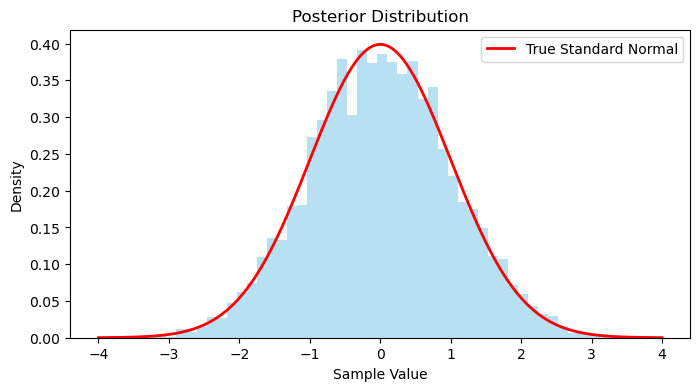 Posterior Distribution
True Standard Normal
Density
0.40
0.35
0.30
0.25
0.20
0.15
0.10
0.05
0.00
−4 −3 −2 −1 0 1 2 3 4
Sample Value